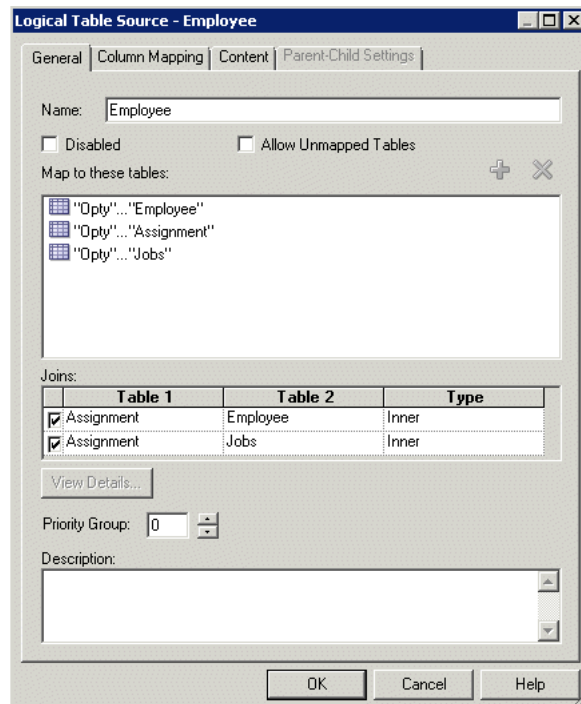 Logical Table Source - Employee
General Column Mapping Content Parent-Child Settings
Name: Employee
Disabled Allow Unmapped Tables
Map to these tables:
"Opty"..."Employee"
"Opty"..."Assignment"
"Opty"..."Jobs"
Joins:
Table 1 Table 2 Type
Assignment Employee Inner
Assignment Jobs Inner
View Details...
Priority Group: 0
Description:
OK Cancel Help